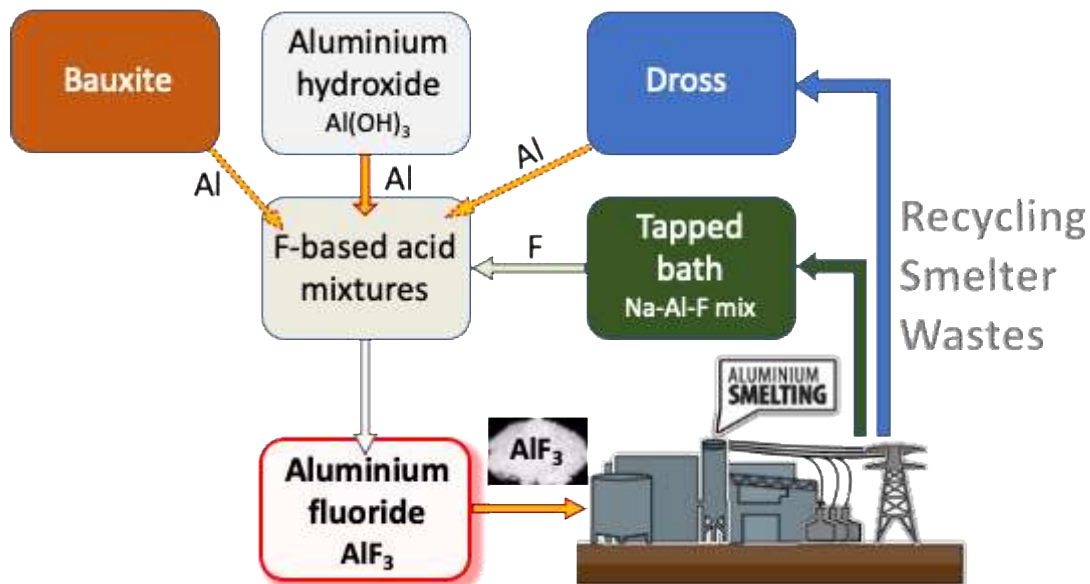 Bauxite
Aluminium
hydroxide
Al(OH)₃
Dross
Al
Al
Al
F-based acid
mixtures
F
Tapped
bath
Na-Al-F mix
Recycling
Smelter
Wastes
ALUMINIUM
SMELTING
Aluminium
fluoride
AlF₃
AlF₃